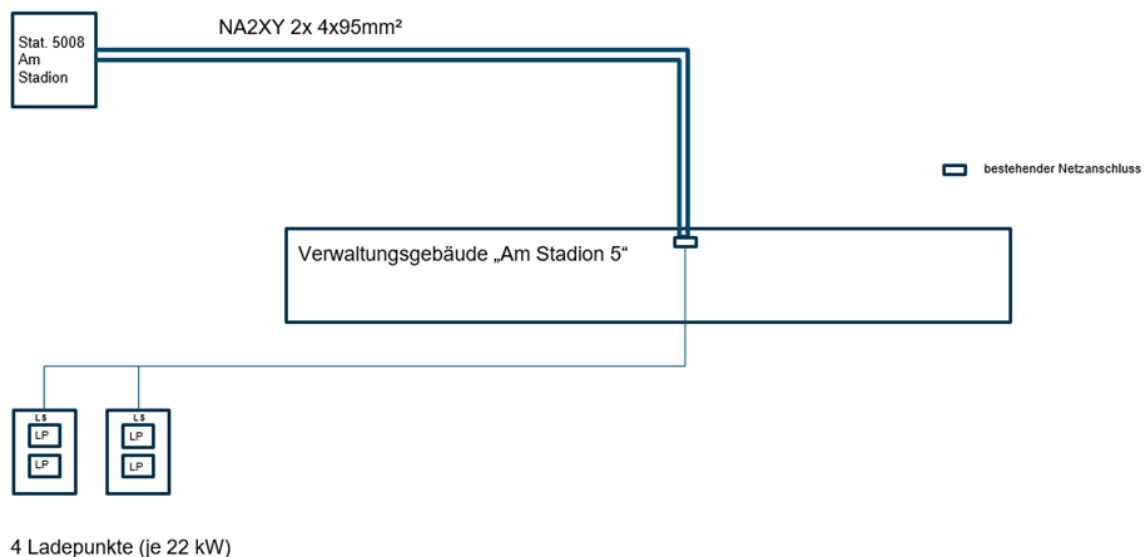 NA2XY 2x 4x95mm²
Stat. 5008
Am
Stadion
bestehender Netzanschluss
Verwaltungsgebäude „Am Stadion 5“
LS
LP
LP
LS
LP
LP
4 Ladepunkte (je 22 kW)